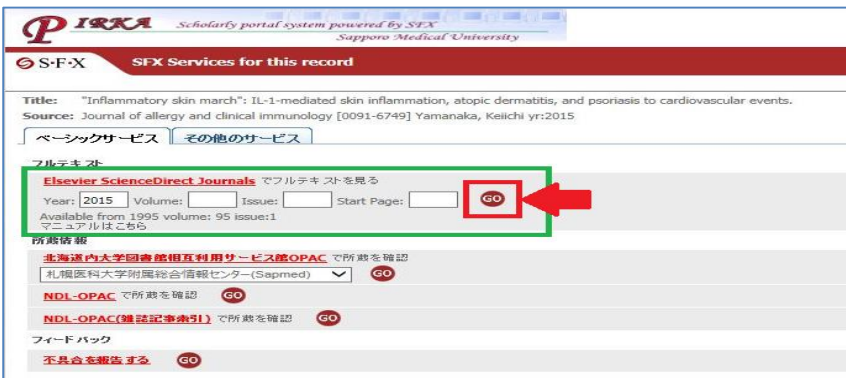 PIRKA Scholarly portal system powered by SFX
Sapporo Medical University
S·F·X SFX Services for this record
Title: "Inflammatory skin march": IL-1-mediated skin inflammation, atopic dermatitis, and psoriasis to cardiovascular events.
Source: Journal of allergy and clinical immunology [0091-6749] Yamanaka, Keiichi yr:2015
ベーシックサービス その他のサービス
フルテキスト
Elsevier ScienceDirect Journals でフルテキストを見る
Year: 2015 Volume: Issue: Start Page: GO
Available from 1995 volume: 95 issue:1
マニュアルはこちら
所蔵情報
北海道内大学図書館相互利用サービス館OPAC で所蔵を確認
札幌医科大学附属総合情報センター(Sapmed) GO
NDL-OPAC で所蔵を確認 GO
NDL-OPAC(雑誌記事索引) で所蔵を確認 GO
フィードバック
不具合を報告する GO